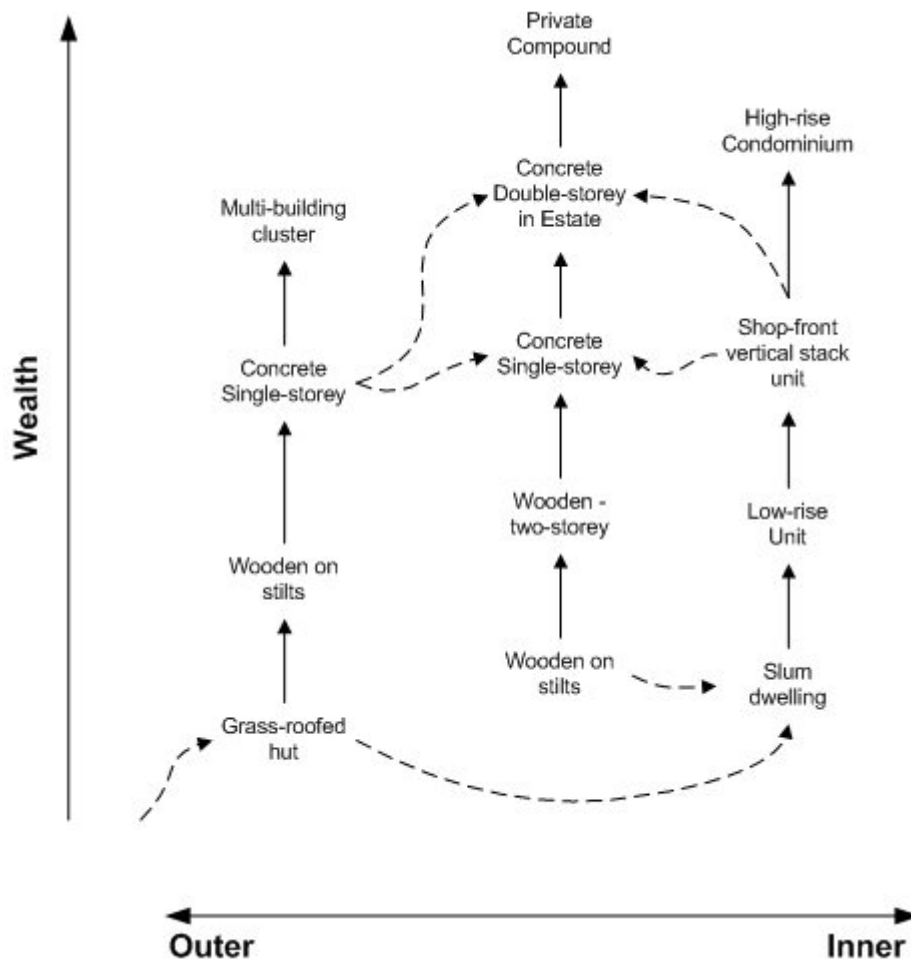 Private
Compound
High-rise
Condominium
Concrete
Double-storey
in Estate
Multi-building
cluster
Concrete
Single-storey
Concrete
Single-storey
Shop-front
vertical stack
unit
Wealth
Wooden -
two-storey
Low-rise
Unit
Wooden on
stilts
Wooden on
stilts
Slum
dwelling
Grass-roofed
hut
Outer
Inner